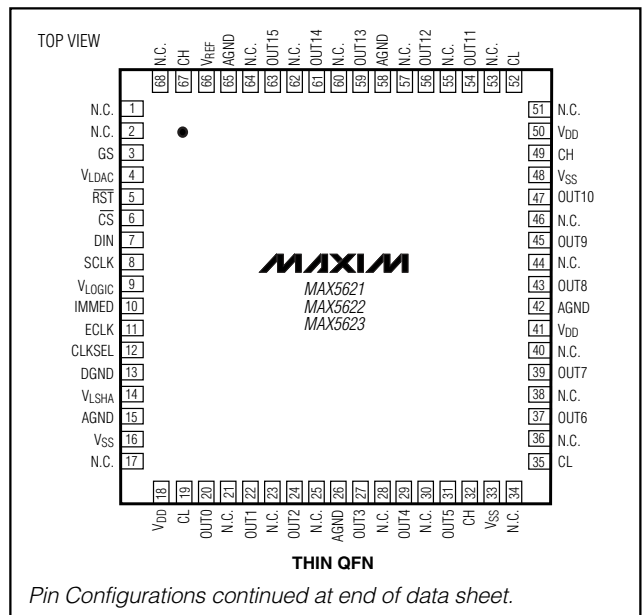 TOP VIEW
N.C. CH VREF AGND N.C. OUT15 N.C. OUT14 N.C. OUT13 AGND N.C. OUT12 N.C. OUT11 N.C. CL
68 67 66 65 64 63 62 61 60 59 58 57 56 55 54 53 52
N.C. 1
N.C. 2
GS 3
VLDAC 4
RST 5
CS 6
DIN 7
SCLK 8
VLOGIC 9
IMMED 10
ECLK 11
CLKSEL 12
DGND 13
VLSHA 14
AGND 15
VSS 16
N.C. 17
MAXIM
MAX5621
MAX5622
MAX5623
51 N.C.
50 VDD
49 CH
48 VSS
47 OUT10
46 N.C.
45 OUT9
44 N.C.
43 OUT8
42 AGND
41 VDD
40 N.C.
39 OUT7
38 N.C.
37 OUT6
36 N.C.
35 CL
18 19 20 21 22 23 24 25 26 27 28 29 30 31 32 33 34
VDD CL OUT0 N.C. OUT1 N.C. OUT2 N.C. AGND OUT3 N.C. OUT4 N.C. OUT5 CH VSS N.C.
THIN QFN
Pin Configurations continued at end of data sheet.